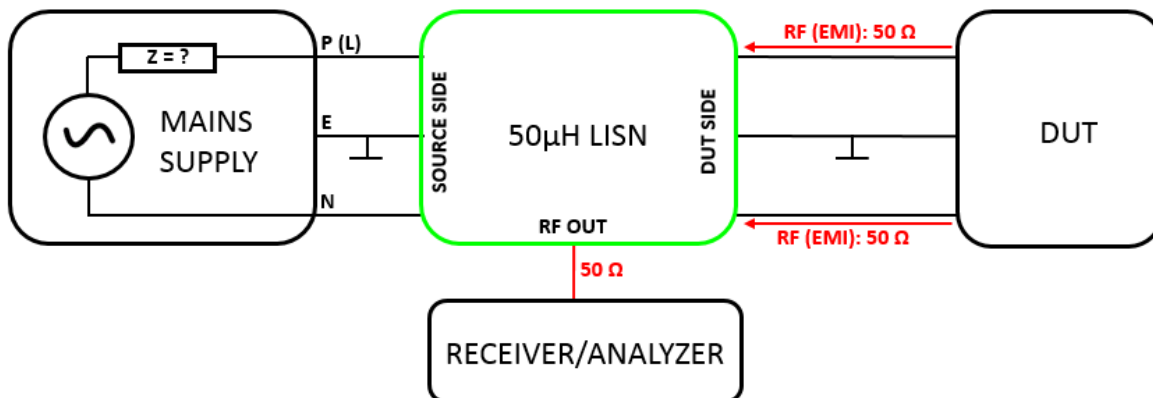 RF (EMI): 50 Ω
P (L)
Z = ?
SOURCE SIDE
DUT SIDE
MAINS
SUPPLY
E
50µH LISN
DUT
N
RF OUT
RF (EMI): 50 Ω
50 Ω
RECEIVER/ANALYZER